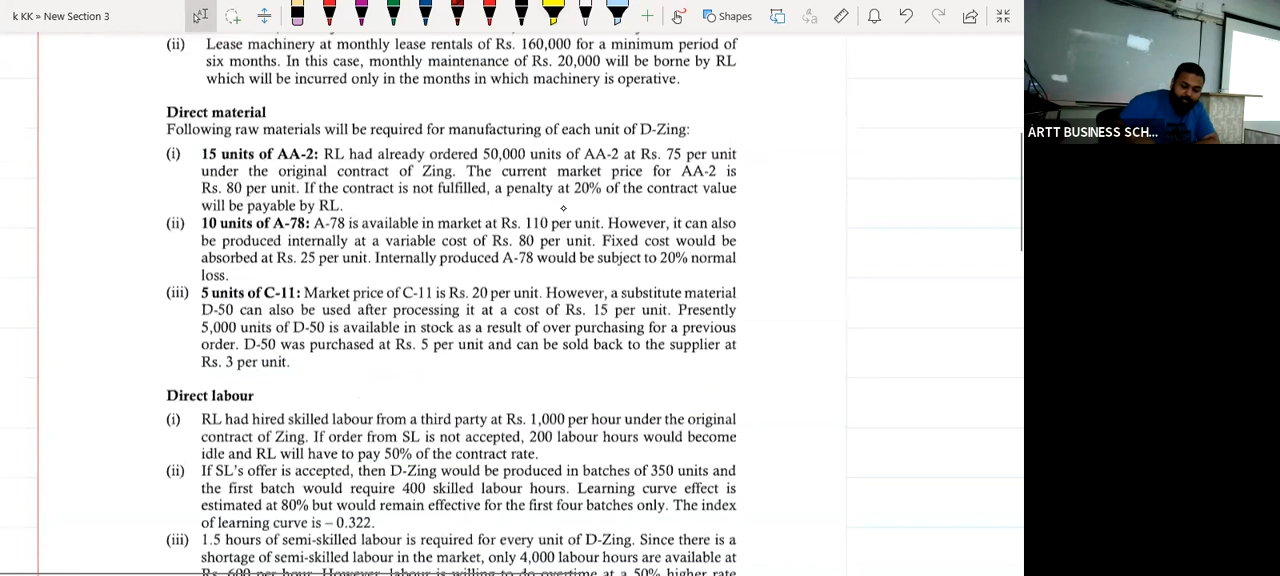 k KK » New Section 3
Shapes
ARTT BUSINESS SCH...
(ii) Lease machinery at monthly lease rentals of Rs. 160,000 for a minimum period of
six months. In this case, monthly maintenance of Rs. 20,000 will be borne by RL
which will be incurred only in the months in which machinery is operative.
Direct material
Following raw materials will be required for manufacturing of each unit of D-Zing:
(i) 15 units of AA-2: RL had already ordered 50,000 units of AA-2 at Rs. 75 per unit
under the original contract of Zing. The current market price for AA-2 is
Rs. 80 per unit. If the contract is not fulfilled, a penalty at 20% of the contract value
will be payable by RL.
(ii) 10 units of A-78: A-78 is available in market at Rs. 110 per unit. However, it can also
be produced internally at a variable cost of Rs. 80 per unit. Fixed cost would be
absorbed at Rs. 25 per unit. Internally produced A-78 would be subject to 20% normal
loss.
(iii) 5 units of C-11: Market price of C-11 is Rs. 20 per unit. However, a substitute material
D-50 can also be used after processing it at a cost of Rs. 15 per unit. Presently
5,000 units of D-50 is available in stock as a result of over purchasing for a previous
order. D-50 was purchased at Rs. 5 per unit and can be sold back to the supplier at
Rs. 3 per unit.
Direct labour
(i) RL had hired skilled labour from a third party at Rs. 1,000 per hour under the original
contract of Zing. If order from SL is not accepted, 200 labour hours would become
idle and RL will have to pay 50% of the contract rate.
(ii) If SL's offer is accepted, then D-Zing would be produced in batches of 350 units and
the first batch would require 400 skilled labour hours. Learning curve effect is
estimated at 80% but would remain effective for the first four batches only. The index
of learning curve is – 0.322.
(iii) 1.5 hours of semi-skilled labour is required for every unit of D-Zing. Since there is a
shortage of semi-skilled labour in the market, only 4,000 labour hours are available at
Rs. 600 per hour. However, labour is willing to do overtime at a 50% higher rate